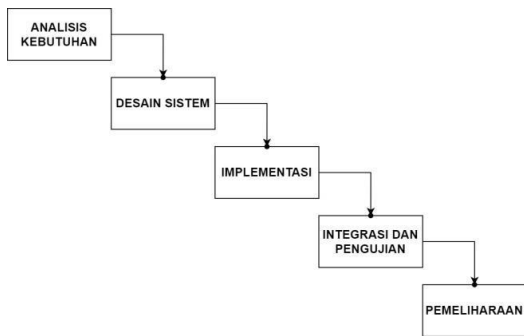 ANALISIS
KEBUTUHAN
DESAIN SISTEM
IMPLEMENTASI
INTEGRASI DAN
PENGUJIAN
PEMELIHARAAN